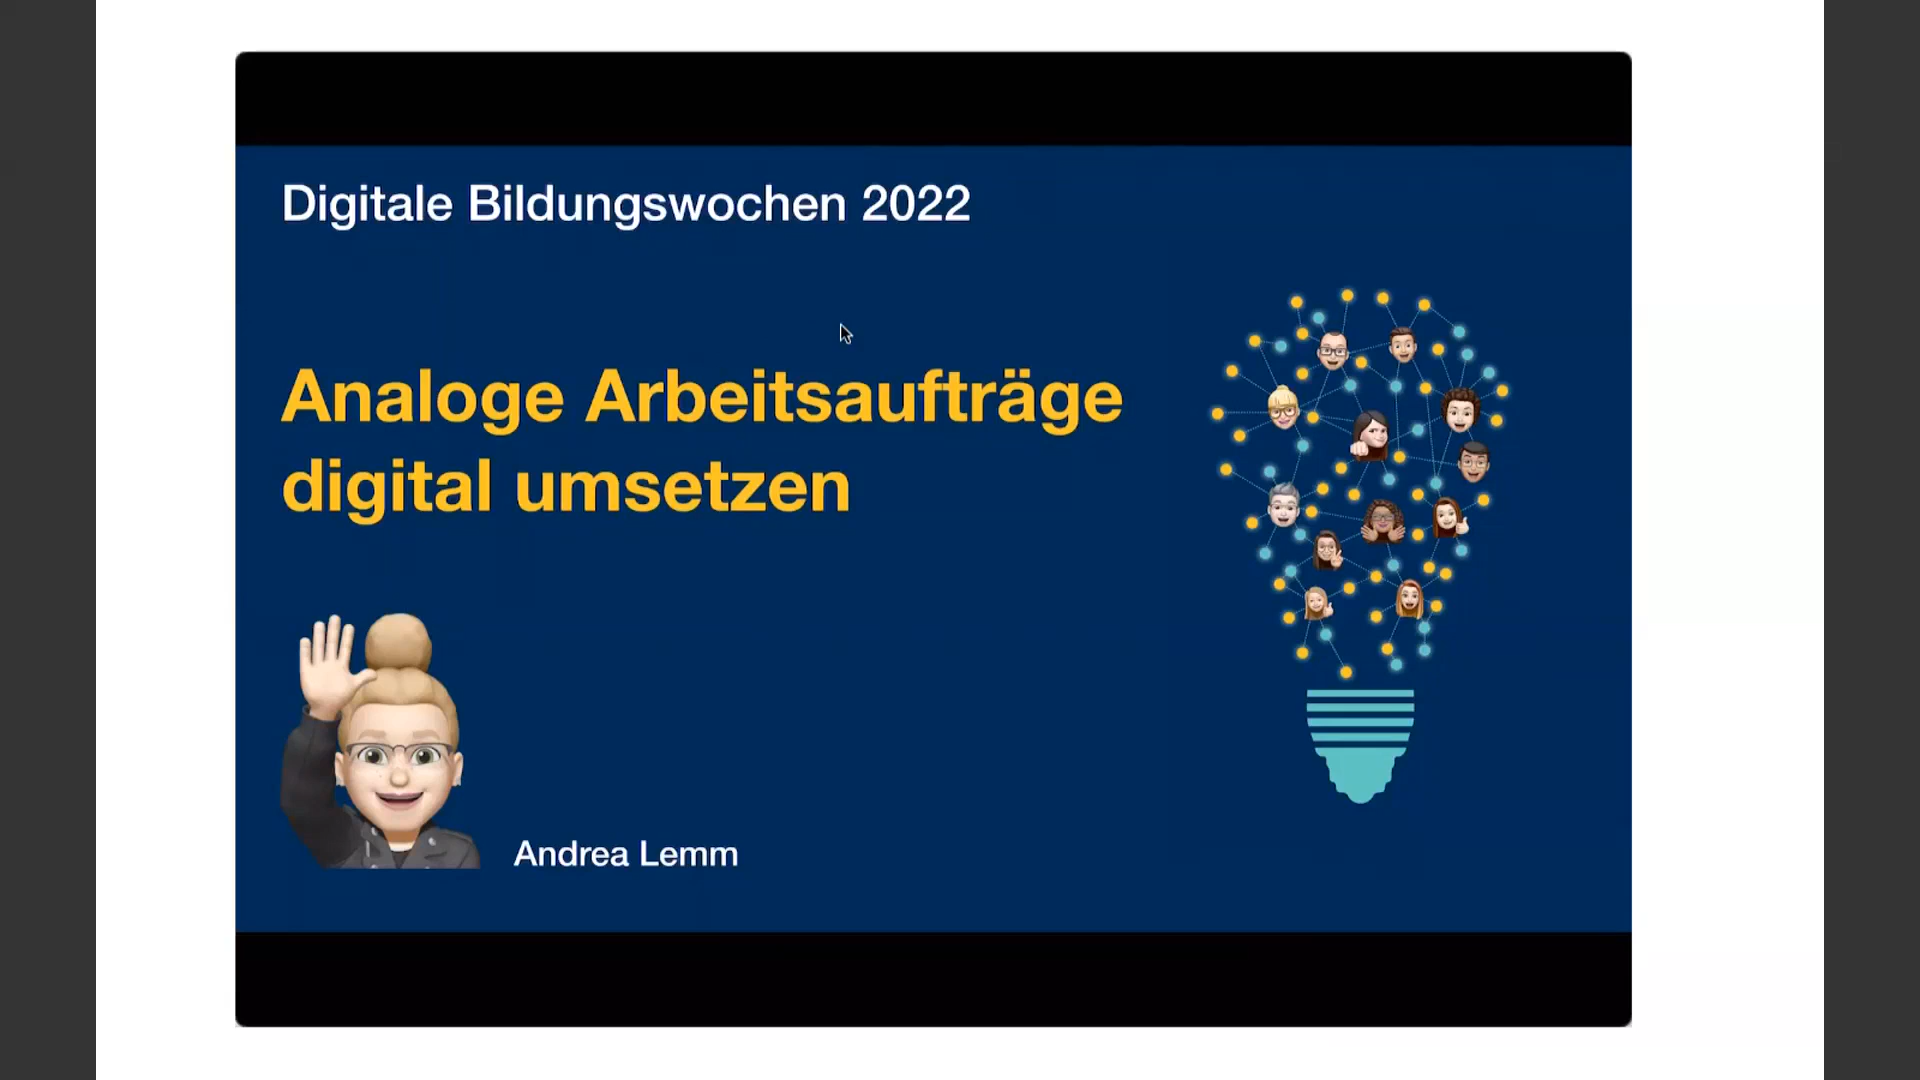 Digitale Bildungswochen 2022
Analoge Arbeitsaufträge
digital umsetzen
Andrea Lemm